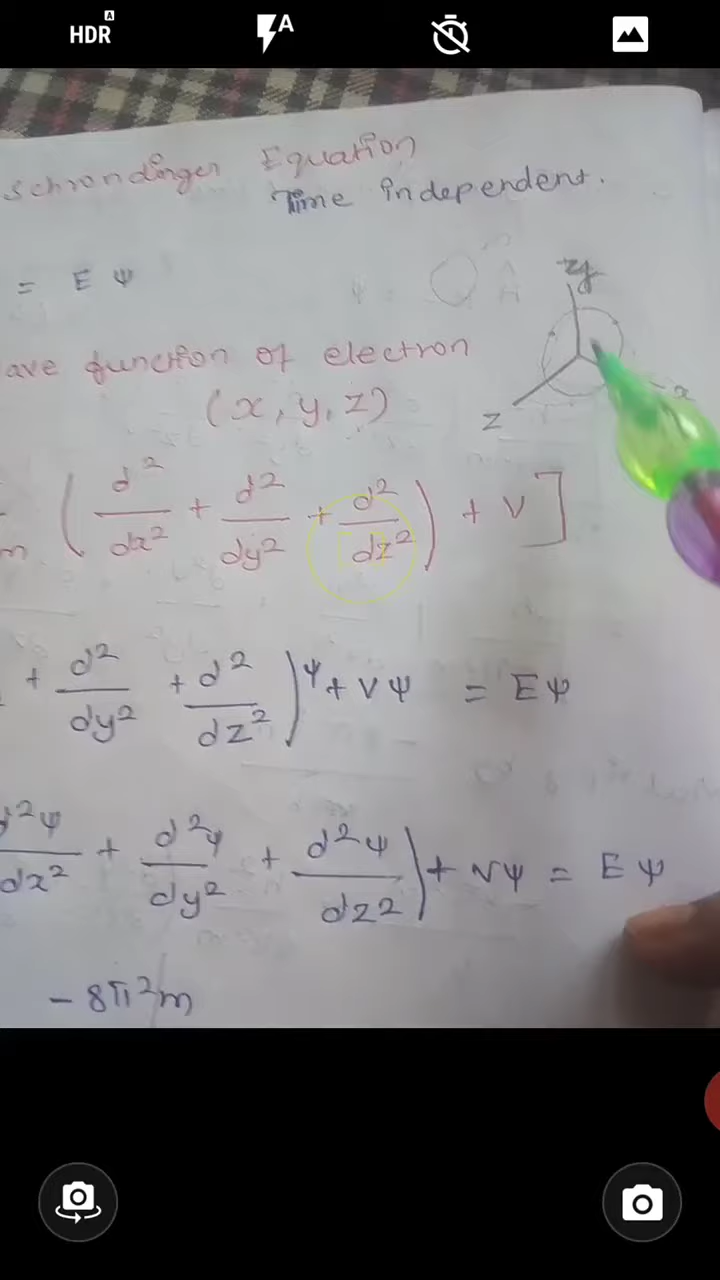 HDR A
A
Schrondinger Equation
Time independent.
= E Ψ
ave function of electron
(x, y, z)
y
z
x
m ( d²/dx² + d²/dy² + d²/dz² ) + V ]
+ d²/dy² + d²/dz² )Ψ + VΨ = EΨ
d²Ψ/dx² + d²Ψ/dy² + d²Ψ/dz² ) + VΨ = EΨ
- 8π²m